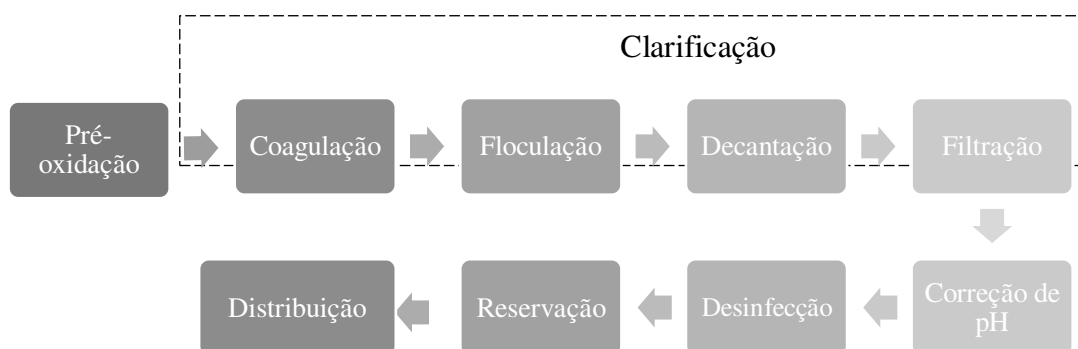 Clarificação
Pré-
oxidação
Coagulação
Floculação
Decantação
Filtração
Distribuição
Reservação
Desinfecção
Correção de
pH